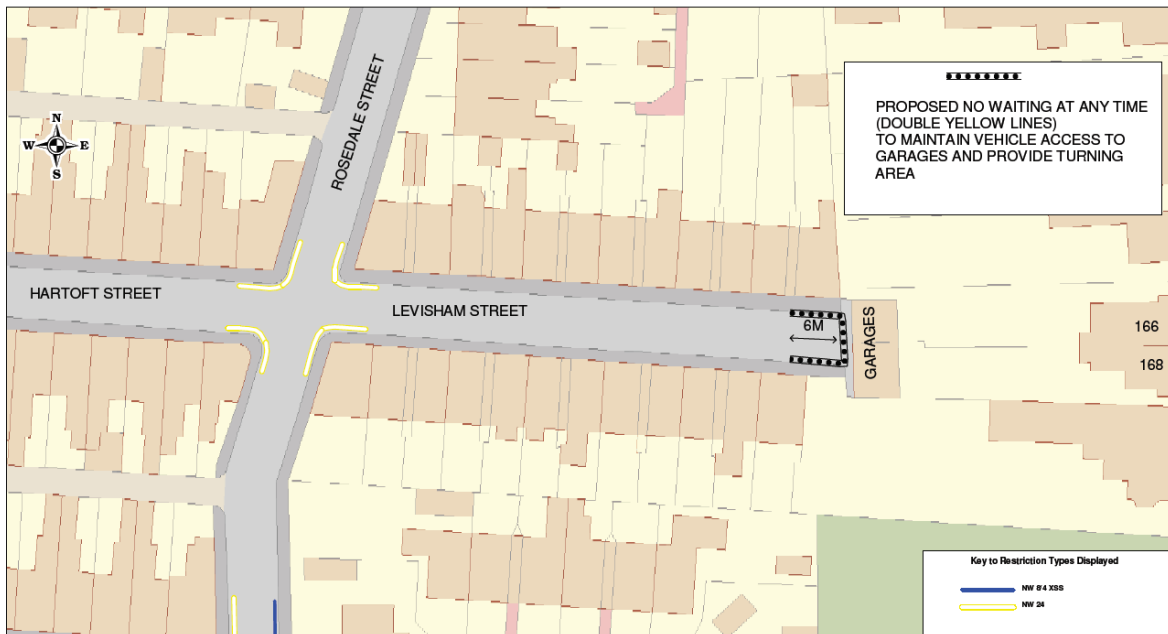 ROSEDALE STREET
PROPOSED NO WAITING AT ANY TIME
(DOUBLE YELLOW LINES)
TO MAINTAIN VEHICLE ACCESS TO
GARAGES AND PROVIDE TURNING
AREA
N
W E
S
HARTOFT STREET
LEVISHAM STREET
6M
GARAGES
166
168
Key to Restriction Types Displayed
NW 8'4 XSS
NW 24